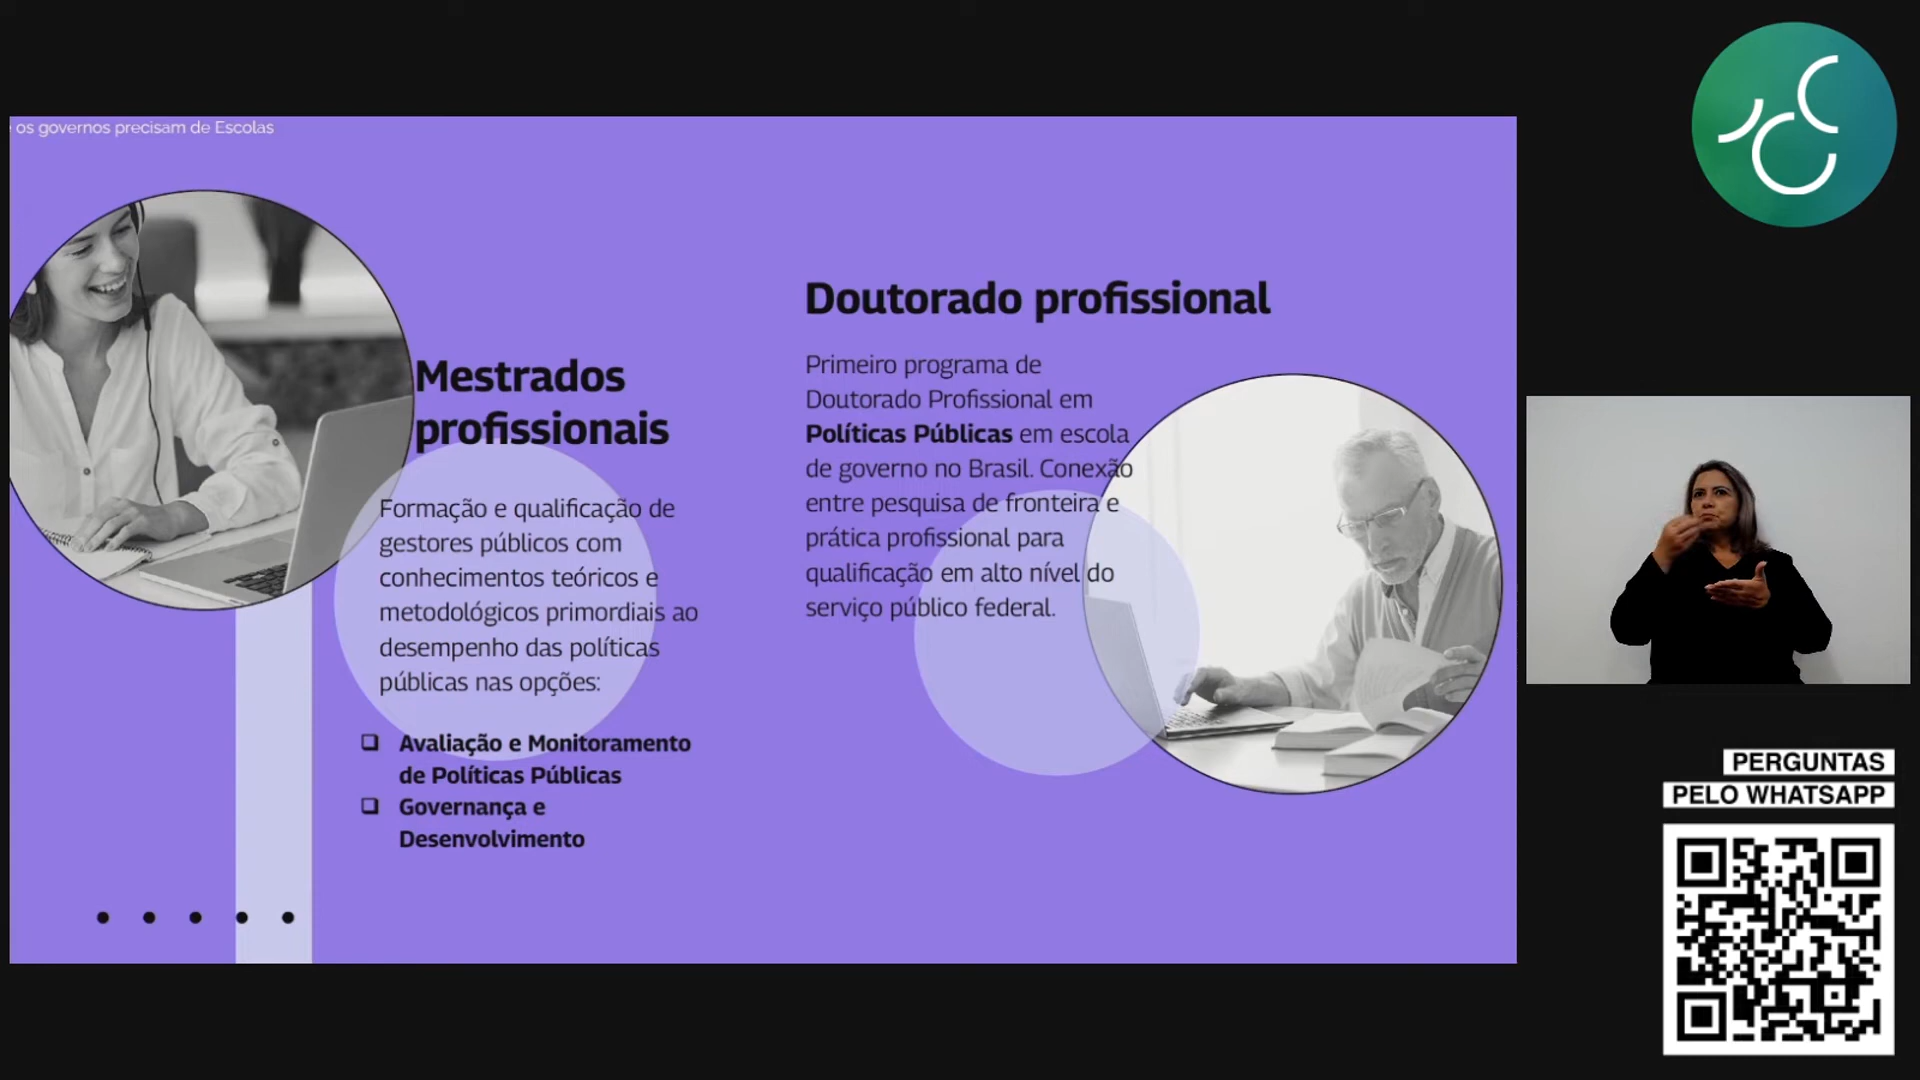 os governos precisam de Escolas
Mestrados
profissionais
Formação e qualificação de
gestores públicos com
conhecimentos teóricos e
metodológicos primordiais ao
desempenho das políticas
públicas nas opções:
Avaliação e Monitoramento
de Políticas Públicas
Governança e
Desenvolvimento
Doutorado profissional
Primeiro programa de
Doutorado Profissional em
Políticas Públicas em escola
de governo no Brasil. Conexão
entre pesquisa de fronteira e
prática profissional para
qualificação em alto nível do
serviço público federal.
PERGUNTAS
PELO WHATSAPP